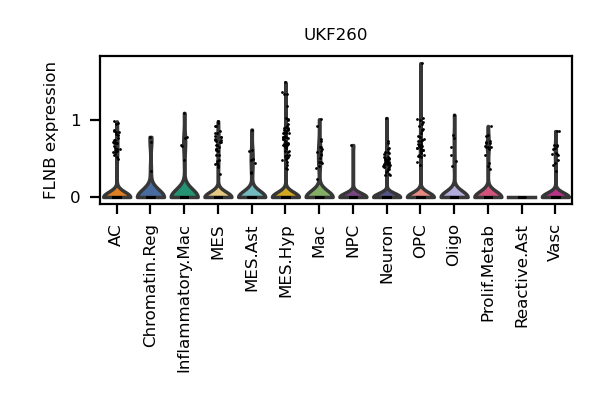 UKF260
FLNB expression
1
0
AC
Chromatin.Reg
Inflammatory.Mac
MES
MES.Ast
MES.Hyp
Mac
NPC
Neuron
OPC
Oligo
Prolif.Metab
Reactive.Ast
Vasc